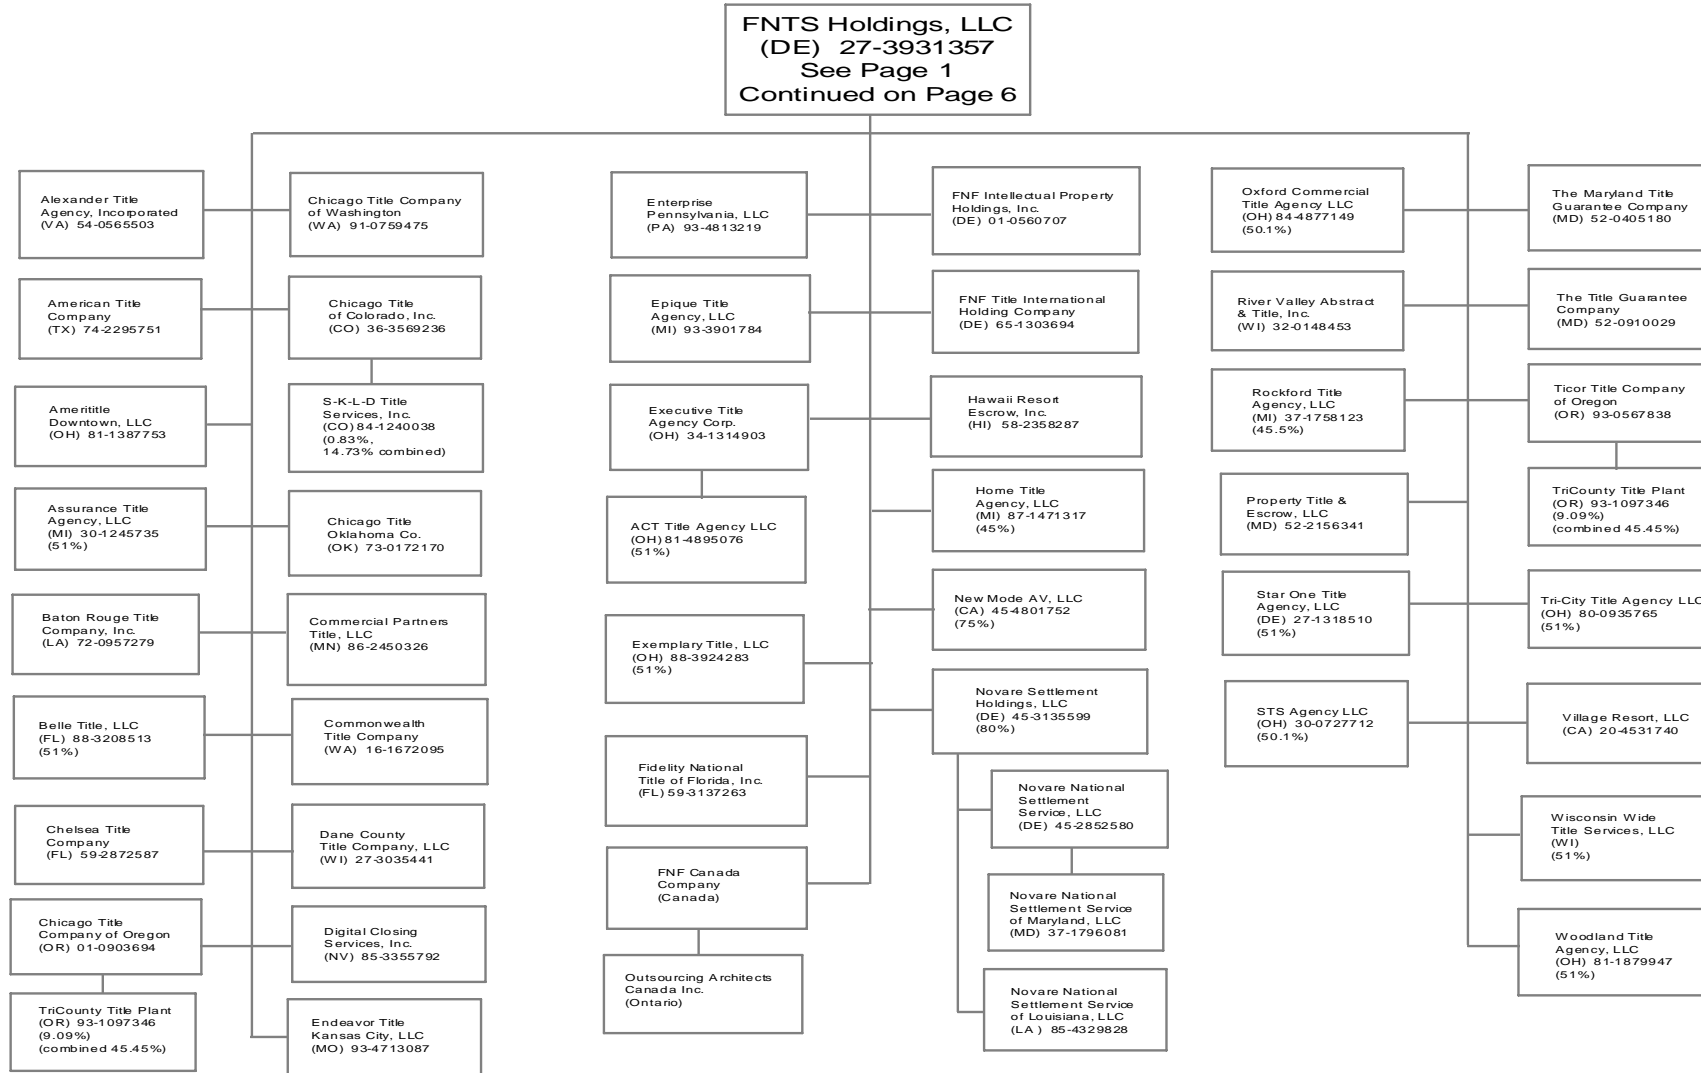 FNTS Holdings, LLC
(DE) 27-3931357
See Page 1
Continued on Page 6
Alexander Title
Agency, Incorporated
(VA) 54-0565503
Chicago Title Company
of Washington
(WA) 91-0759475
American Title
Company
(TX) 74-2295751
Chicago Title
of Colorado, Inc.
(CO) 36-3569236
Amerititle
Downtown, LLC
(OH) 81-1387753
S-K-L-D Title
Services, Inc.
(CO) 84-1240038
(0.83%,
14.73% combined)
Assurance Title
Agency, LLC
(MI) 30-1245735
(51%)
Chicago Title
Oklahoma Co.
(OK) 73-0172170
Baton Rouge Title
Company, Inc.
(LA) 72-0957279
Commercial Partners
Title, LLC
(MN) 86-2450326
Belle Title, LLC
(FL) 88-3208513
(51%)
Commonwealth
Title Company
(WA) 16-1672095
Chelsea Title
Company
(FL) 59-2872587
Dane County
Title Company, LLC
(WI) 27-3035441
Chicago Title
Company of Oregon
(OR) 01-0903694
Digital Closing
Services, Inc.
(NV) 85-3355792
TriCounty Title Plant
(OR) 93-1097346
(9.09%)
(combined 45.45%)
Endeavor Title
Kansas City, LLC
(MO) 93-4713087
Enterprise
Pennsylvania, LLC
(PA) 93-4813219
FNF Intellectual Property
Holdings, Inc.
(DE) 01-0560707
Epique Title
Agency, LLC
(MI) 93-3901784
FNF Title International
Holding Company
(DE) 65-1303694
Executive Title
Agency Corp.
(OH) 34-1314903
Hawaii Resort
Escrow, Inc.
(HI) 58-2358287
ACT Title Agency LLC
(OH) 81-4895076
(51%)
Home Title
Agency, LLC
(MI) 87-1471317
(45%)
Exemplary Title, LLC
(OH) 88-3924283
(51%)
New Mode AV, LLC
(CA) 45-4801752
(75%)
Novare Settlement
Holdings, LLC
(DE) 45-3135599
(80%)
Fidelity National
Title of Florida, Inc.
(FL) 59-3137263
Novare National
Settlement
Service, LLC
(DE) 45-2852580
FNF Canada
Company
(Canada)
Novare National
Settlement Service
of Maryland, LLC
(MD) 37-1796081
Outsourcing Architects
Canada Inc.
(Ontario)
Novare National
Settlement Service
of Louisiana, LLC
(LA ) 85-4329828
Oxford Commercial
Title Agency LLC
(OH) 84-4877149
(50.1%)
The Maryland Title
Guarantee Company
(MD) 52-0405180
River Valley Abstract
& Title, Inc.
(WI) 32-0148453
The Title Guarantee
Company
(MD) 52-0910029
Rockford Title
Agency, LLC
(MI) 37-1758123
(45.5%)
Ticor Title Company
of Oregon
(OR) 93-0567838
Property Title &
Escrow, LLC
(MD) 52-2156341
TriCounty Title Plant
(OR) 93-1097346
(9.09%)
(combined 45.45%)
Star One Title
Agency, LLC
(DE) 27-1318510
(51%)
Tri-City Title Agency LLC
(OH) 80-0935765
(51%)
STS Agency LLC
(OH) 30-0727712
(50.1%)
Village Resort, LLC
(CA) 20-4531740
Wisconsin Wide
Title Services, LLC
(WI)
(51%)
Woodland Title
Agency, LLC
(OH) 81-1879947
(51%)